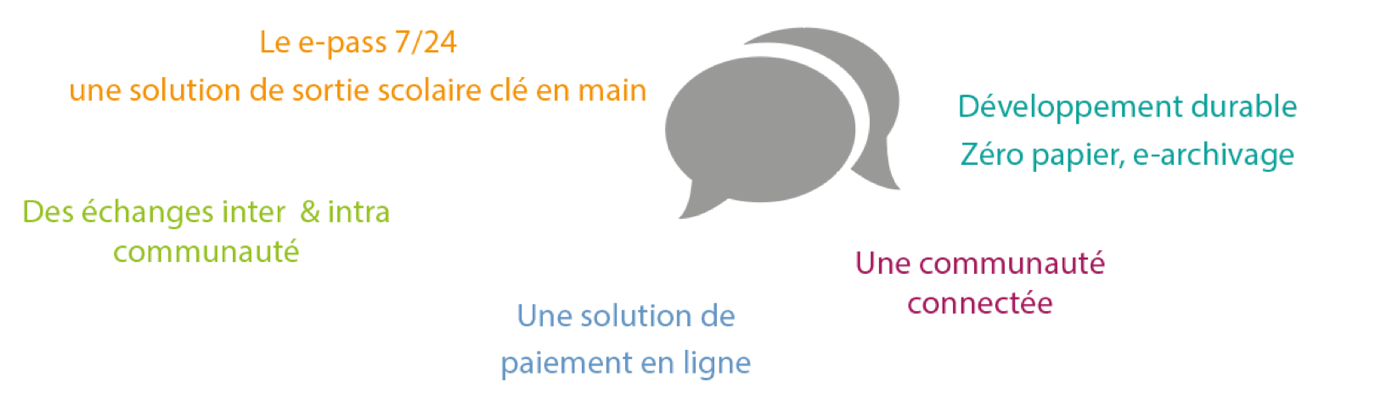 Le e-pass 7/24
une solution de sortie scolaire clé en main
Développement durable
Zéro papier, e-archivage
Des échanges inter & intra
communauté
Une communauté
connectée
Une solution de
paiement en ligne